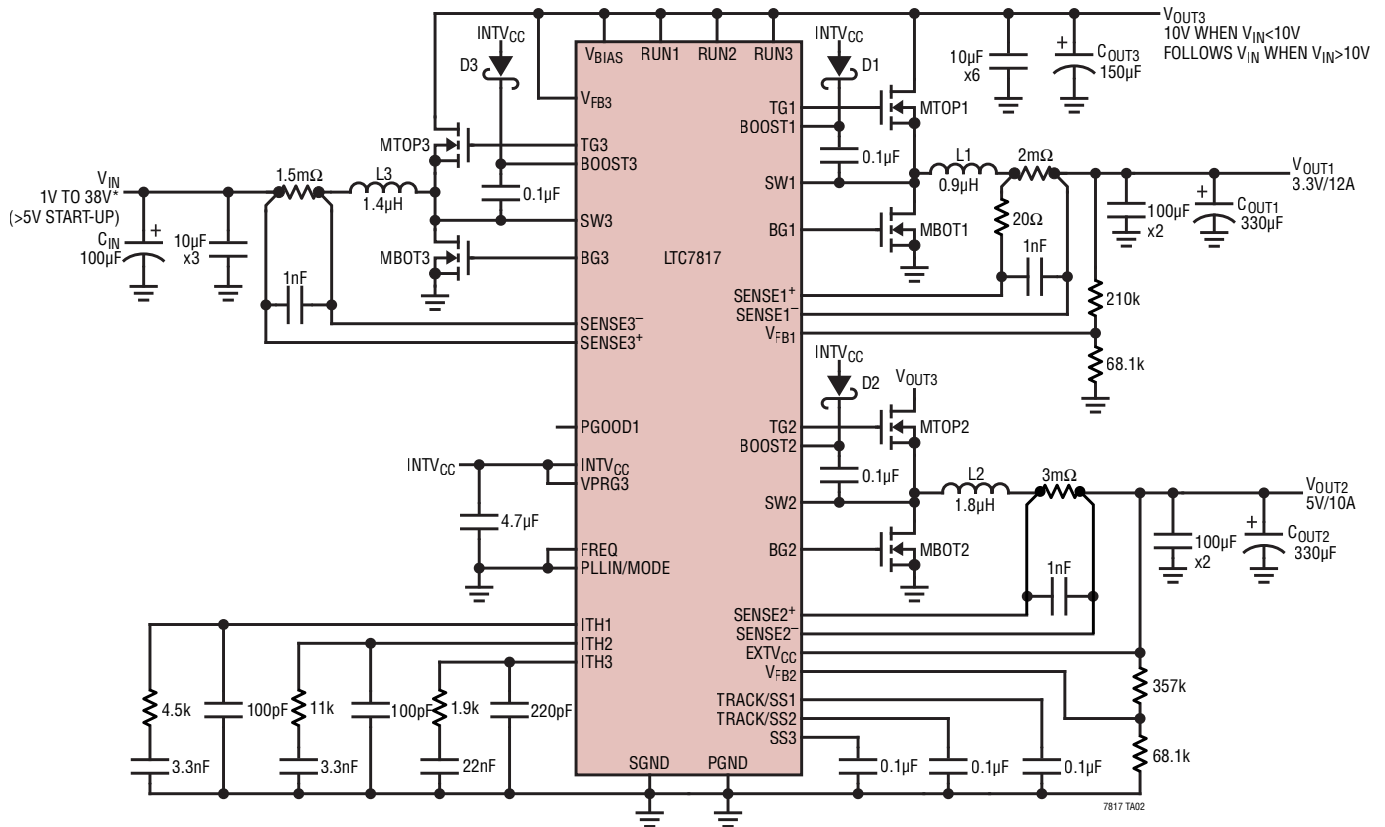 INTVCC
VBIAS
RUN1
RUN2
RUN3
INTVCC
VOUT3
10V WHEN VIN<10V
FOLLOWS VIN WHEN VIN>10V
D3
D1
10µF
x6
+
COUT3
150µF
VFB3
TG1
MTOP1
MTOP3
TG3
BOOST1
BOOST3
0.1µF
0.1µF
VIN
1V TO 38V*
(>5V START-UP)
1.5mΩ
L3
1.4µH
SW3
SW1
L1
0.9µH
2mΩ
VOUT1
3.3V/12A
+
CIN
100µF
10µF
x3
20Ω
100µF
x2
+
COUT1
330µF
MBOT3
BG3
LTC7817
BG1
MBOT1
1nF
1nF
SENSE1+
SENSE1−
VFB1
210k
SENSE3−
SENSE3+
68.1k
INTVCC
D2
VOUT3
PGOOD1
TG2
MTOP2
BOOST2
0.1µF
INTVCC
INTVCC
VPRG3
SW2
L2
1.8µH
3mΩ
VOUT2
5V/10A
4.7µF
FREQ
PLLIN/MODE
BG2
MBOT2
1nF
100µF
x2
+
COUT2
330µF
ITH1
ITH2
ITH3
SENSE2+
SENSE2−
EXTVCC
VFB2
357k
4.5k
100pF
11k
100pF
1.9k
220pF
TRACK/SS1
TRACK/SS2
SS3
3.3nF
3.3nF
22nF
SGND
PGND
0.1µF
0.1µF
0.1µF
68.1k
7817 TA02